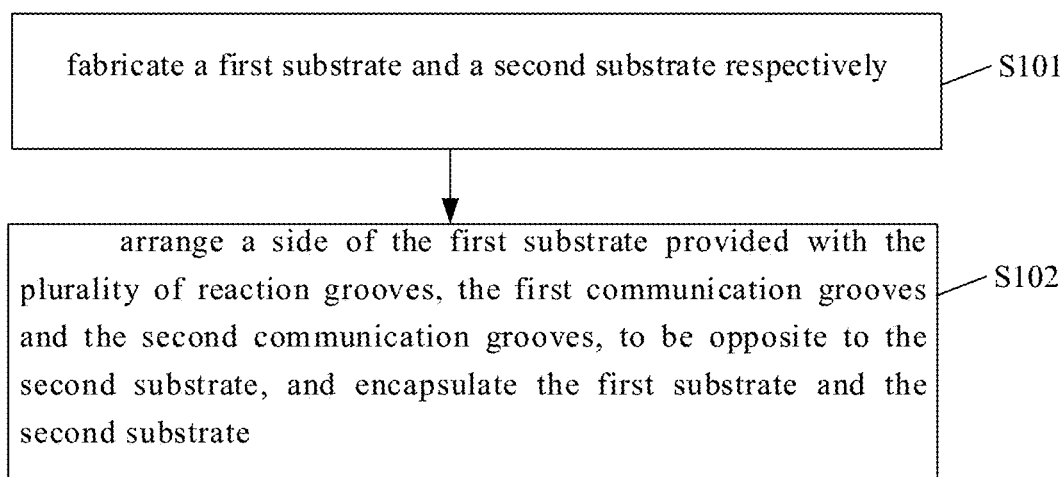 fabricate a first substrate and a second substrate respectively
S101
arrange a side of the first substrate provided with the
plurality of reaction grooves, the first communication grooves
and the second communication grooves, to be opposite to the
second substrate, and encapsulate the first substrate and the
second substrate
S102